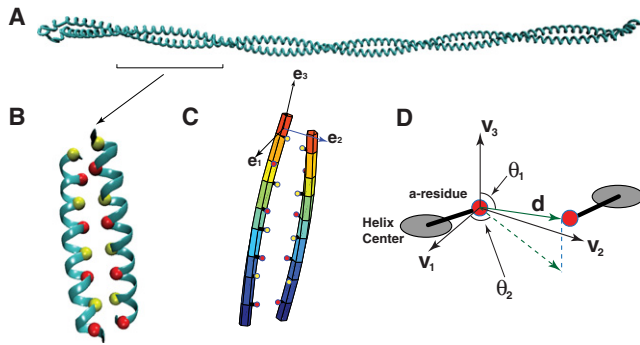 A
B
C
e3
e2
e1
D
v3
θ1
a-residue
d
Helix
Center
v1
v2
θ2